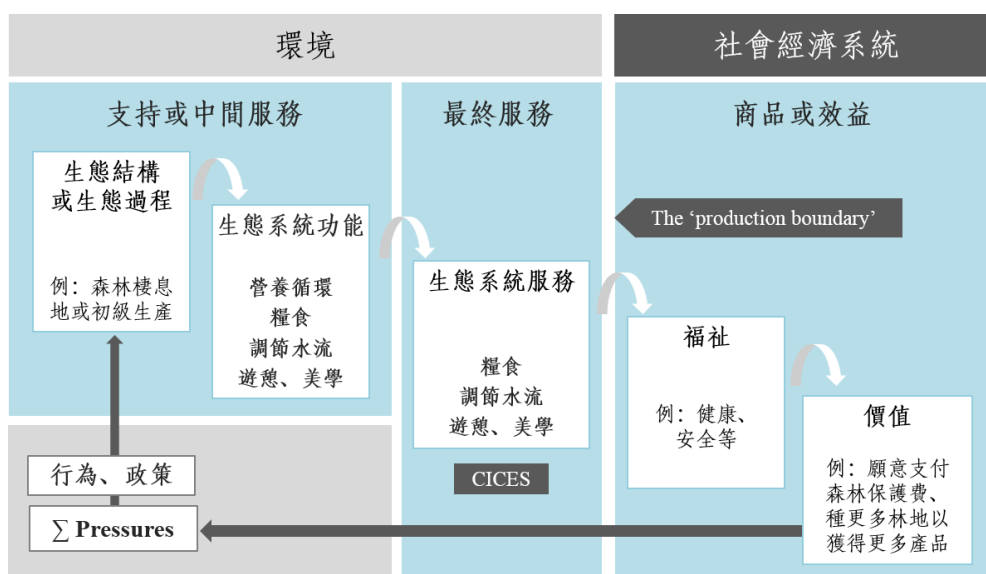 環境
社會經濟系統
支持或中間服務
最終服務
商品或效益
生態結構
或生態過程
例：森林棲息
地或初級生產
生態系統功能
營養循環
糧食
調節水流
遊憩、美學
生態系統服務
糧食
調節水流
遊憩、美學
CICES
The ‘production boundary’
福祉
例：健康、
安全等
價值
例：願意支付
森林保護費、
種更多林地以
獲得更多產品
行為、政策
∑ Pressures